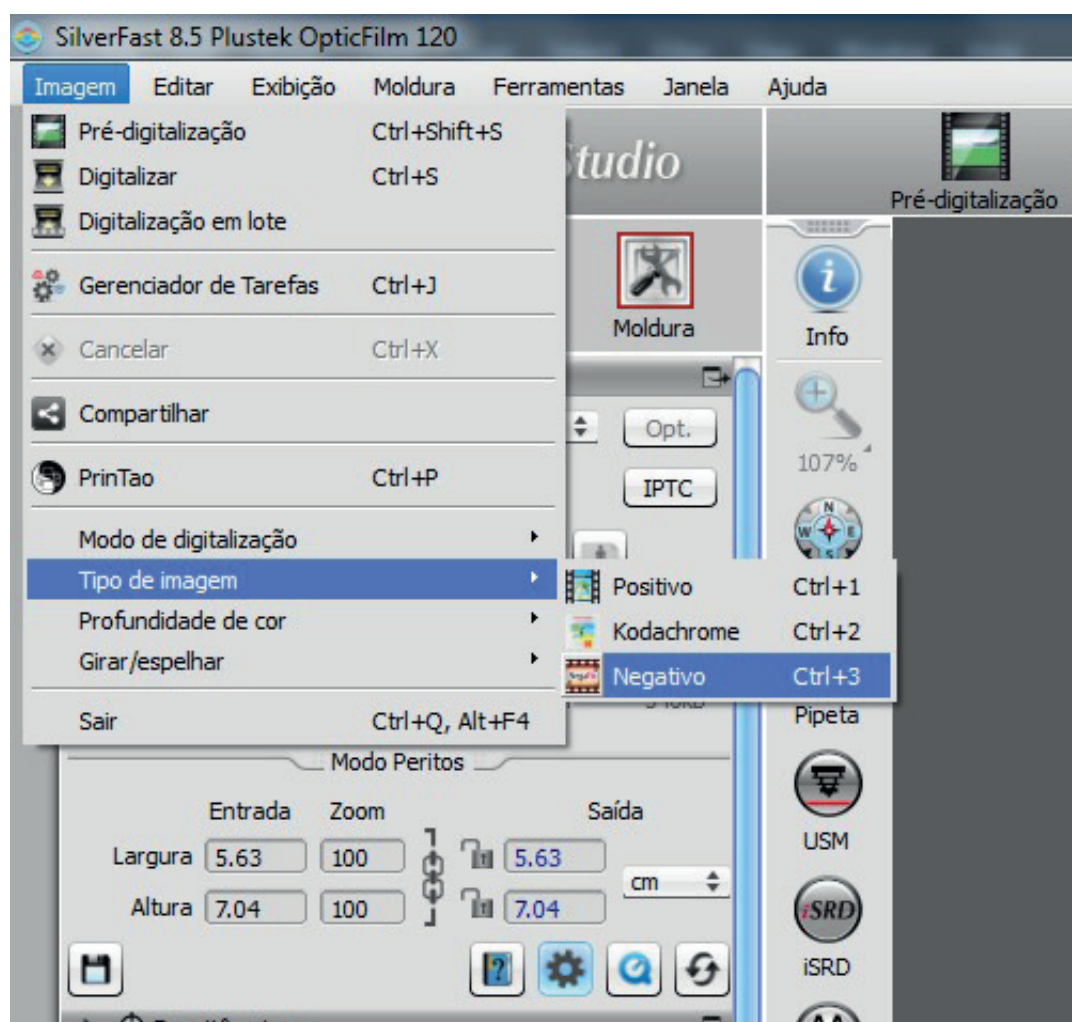 SilverFast 8.5 Plustek OpticFilm 120
Imagem Editar Exibição Moldura Ferramentas Janela Ajuda
Pré-digitalização Ctrl+Shift+S
Digitalizar Ctrl+S
Digitalização em lote
Gerenciador de Tarefas Ctrl+J
Cancelar Ctrl+X
Compartilhar
PrinTao Ctrl+P
Modo de digitalização
Tipo de imagem
Profundidade de cor
Girar/espelhar
Sair Ctrl+Q, Alt+F4
Positivo Ctrl+1
Kodachrome Ctrl+2
Negativo Ctrl+3
tudio
Pré-digitalização
Moldura
Info
Opt.
107%
IPTC
N
W E
S
Pipeta
Modo Peritos
Entrada Zoom Saída
Largura 5.63 100 5.63
cm
Altura 7.04 100 7.04
USM
iSRD
iSRD